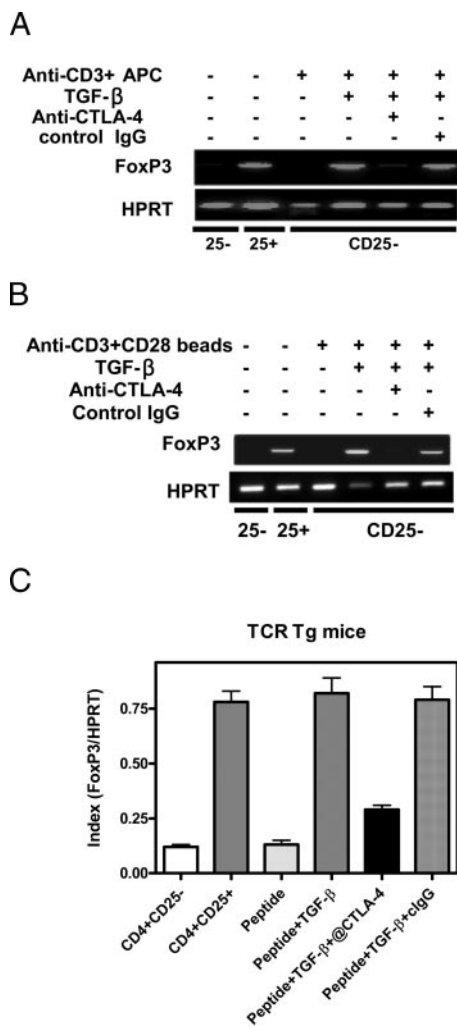 A
Anti-CD3+ APC - - + + + +
TGF-β - - - + + +
Anti-CTLA-4 - - - - + -
control IgG - - - - - +
FoxP3
HPRT
25- 25+ CD25-
B
Anti-CD3+CD28 beads - - + + + +
TGF-β - - - + + +
Anti-CTLA-4 - - - - + -
Control IgG - - - - - +
FoxP3
HPRT
25- 25+ CD25-
C
TCR Tg mice
Index (FoxP3/HPRT)
0.75
0.50
0.25
0.00
CD4+CD25-
CD4+CD25+
Peptide
Peptide+TGF-β
Peptide+TGF-β+@CTLA-4
Peptide+TGF-β+cIgG